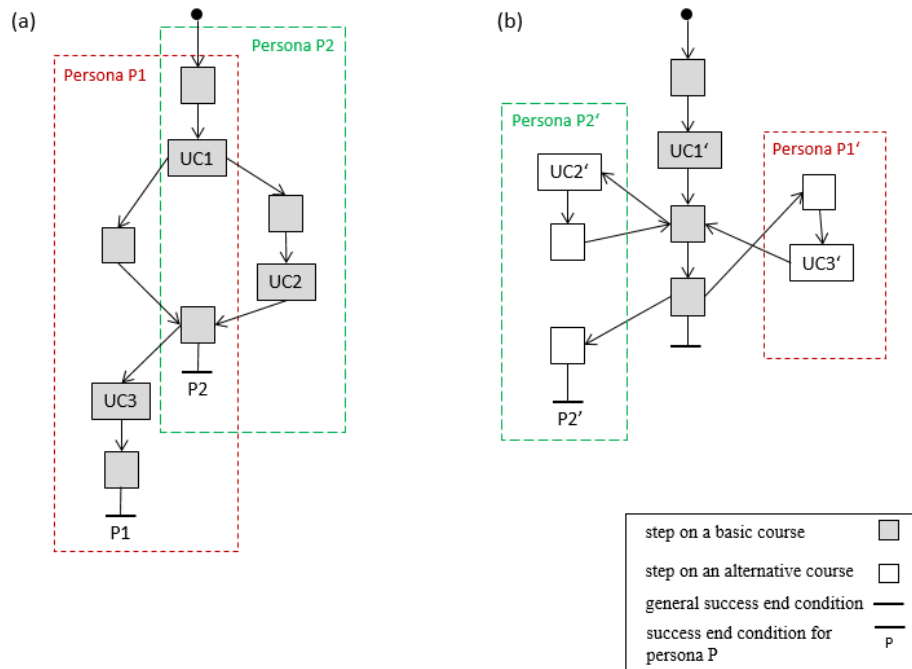 (a)
Persona P2
Persona P1
UC1
UC2
P2
UC3
P1
(b)
Persona P2‘
UC1‘
Persona P1‘
UC2‘
UC3‘
P2’
step on a basic course
step on an alternative course
general success end condition
success end condition for
persona P
P